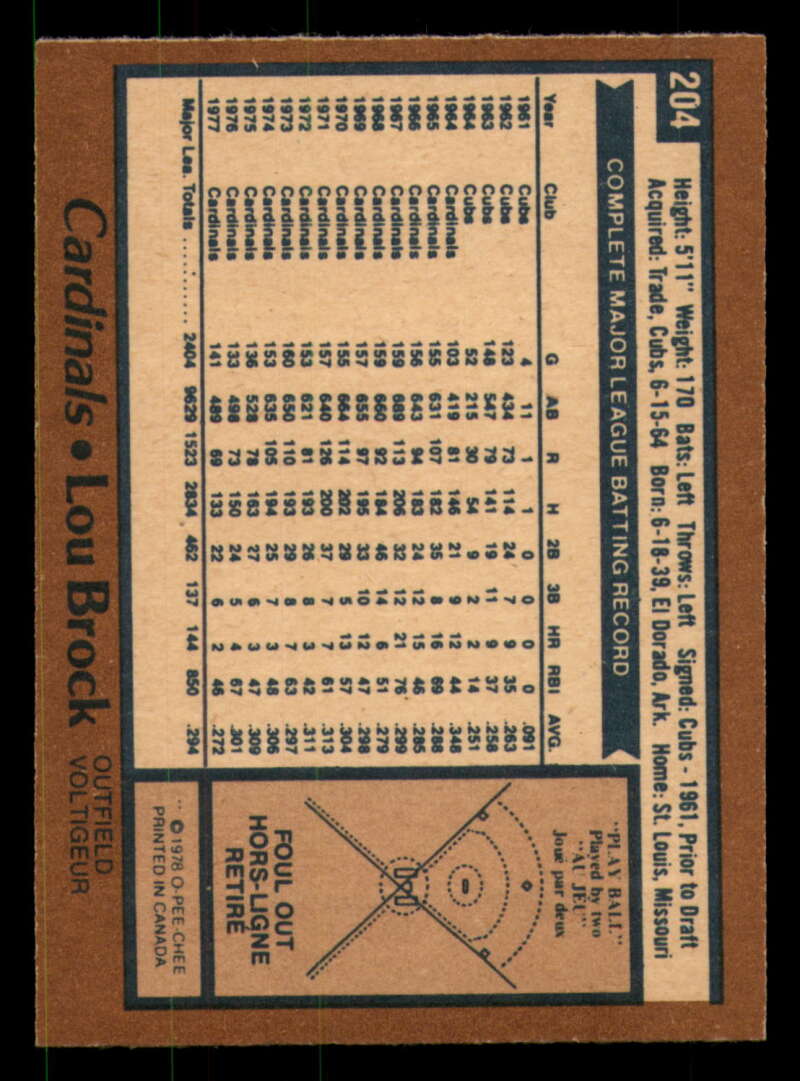 204
Height: 5'11" Weight: 170 Bats: Left Throws: Left Signed: Cubs - 1961, Prior to Draft
Acquired: Trade, Cubs, 6-15-64 Born: 6-18-39, El Dorado, Ark. Home: St. Louis, Missouri
COMPLETE MAJOR LEAGUE BATTING RECORD
Year Club G AB R H 2B 3B HR RBI AVG.
1961 Cubs 4 11 1 1 0 0 0 0 .091
1962 Cubs 123 434 73 114 24 7 9 35 .263
1963 Cubs 148 547 79 141 19 11 9 37 .258
1964 Cubs 52 215 30 54 9 2 2 14 .251
1964 Cardinals 103 419 81 146 21 9 12 44 .348
1965 Cardinals 155 631 107 182 35 8 16 69 .288
1966 Cardinals 156 643 94 183 24 12 15 46 .285
1967 Cardinals 159 689 113 206 32 12 21 76 .299
1968 Cardinals 159 660 92 184 46 14 6 51 .279
1969 Cardinals 157 655 97 195 33 10 12 47 .298
1970 Cardinals 155 664 114 202 29 5 13 57 .304
1971 Cardinals 157 640 126 200 37 7 7 61 .313
1972 Cardinals 153 621 81 193 26 8 3 42 .311
1973 Cardinals 160 650 110 193 29 8 7 63 .297
1974 Cardinals 153 635 105 194 25 7 3 48 .306
1975 Cardinals 136 528 78 163 27 6 3 47 .309
1976 Cardinals 133 498 73 150 24 5 4 67 .301
1977 Cardinals 141 489 69 133 22 6 2 46 .272
Major Lea. Totals .......... 2404 9629 1523 2834 462 137 144 850 .294
"PLAY BALL"
Played by two
"AU JEU"
Joué par deux
FOUL OUT
HORS-LIGNE
RETIRÉ
© 1978 O-PEE-CHEE
PRINTED IN CANADA
Cardinals • Lou Brock
OUTFIELD
VOLTIGEUR